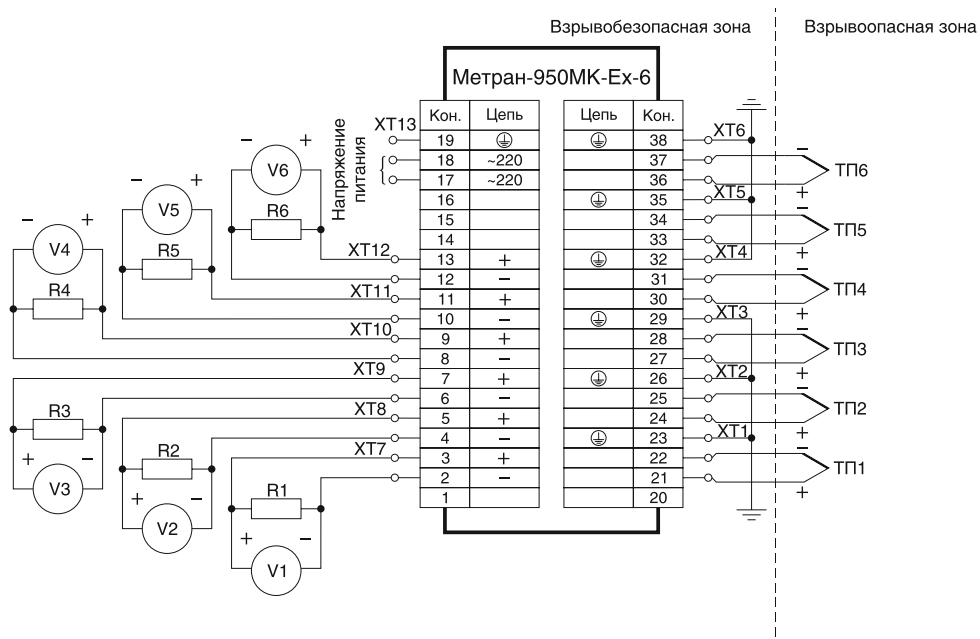 Взрывобезопасная зона
Взрывоопасная зона
Метран-950МК-Ex-6
Кон. Цепь Цепь Кон.
19 38
18 ~220 37
17 ~220 36
16 35
15 34
14 33
13 + 32
12 − 31
11 + 30
10 − 29
9 + 28
8 − 27
7 + 26
6 − 25
5 + 24
4 − 23
3 + 22
2 − 21
1 20
Напряжение
питания
XT13
XT12
XT11
XT10
XT9
XT8
XT7
− V6 +
R6
− V5 +
R5
− V4 +
R4
R3
+ V3 −
R2
+ V2 −
R1
+ V1 −
XT6
XT5
XT4
XT3
XT2
XT1
− ТП6 +
− ТП5 +
− ТП4 +
− ТП3 +
− ТП2 +
− ТП1 +